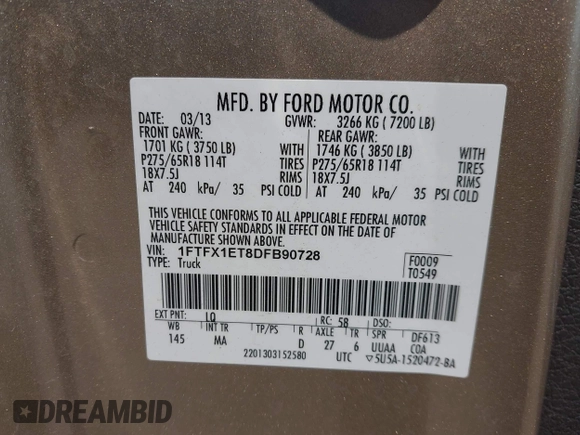 MFD. BY FORD MOTOR CO.
DATE: 03/13 GVWR: 3266 KG ( 7200 LB)
FRONT GAWR: REAR GAWR:
1701 KG ( 3750 LB) WITH 1746 KG ( 3850 LB) WITH
P275/65R18 114T TIRES P275/65R18 114T TIRES
18X7.5J RIMS 18X7.5J RIMS
AT 240 kPa/ 35 PSI COLD AT 240 kPa/ 35 PSI COLD
THIS VEHICLE CONFORMS TO ALL APPLICABLE FEDERAL MOTOR
VEHICLE SAFETY STANDARDS IN EFFECT ON THE DATE OF
MANUFACTURE SHOWN ABOVE.
VIN: 1FTFX1ET8DFB90728 F0009
TYPE: Truck T0549
EXT PNT: LQ RC: 58 DSO:
WB INT TR TP/PS R AXLE TR SPR DF613
145 MA D 27 6 UUAA COA
2201303152580 UTC ▽5U5A-1520472-BA
DREAMBID